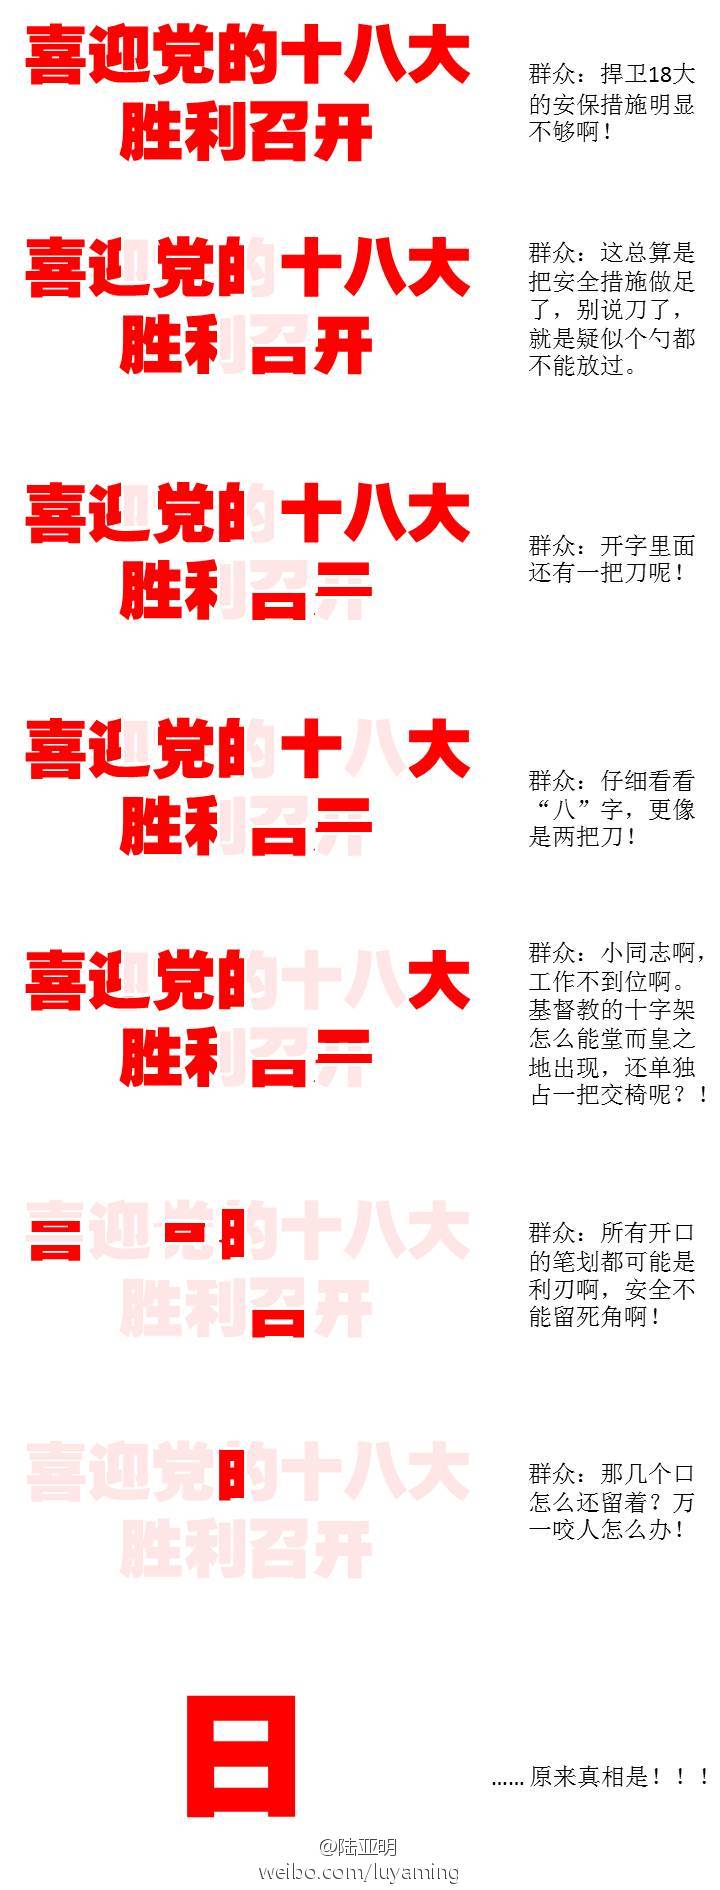 喜迎党的十八大
胜利召开
群众：捍卫18大
的安保措施明显
不够啊！
喜迎党的十八大
胜利召开
群众：这总算是
把安全措施做足
了，别说刀了，
就是疑似个勺都
不能放过。
喜迎党的十八大
胜利召开
群众：开字里面
还有一把刀呢！
喜迎党的十八大
胜利召开
群众：仔细看看
“八”字，更像
是两把刀！
喜迎党的十八大
胜利召开
群众：小同志啊，
工作不到位啊。
基督教的十字架
怎么能堂而皇之
地出现，还单独
占一把交椅呢？！
喜迎党的十八大
胜利召开
群众：所有开口
的笔划都可能是
利刃啊，安全不
能留死角啊！
喜迎党的十八大
胜利召开
群众：那几个口
怎么还留着？万
一咬人怎么办！
日
……原来真相是！！！
@陆亚明
weibo.com/luyaming